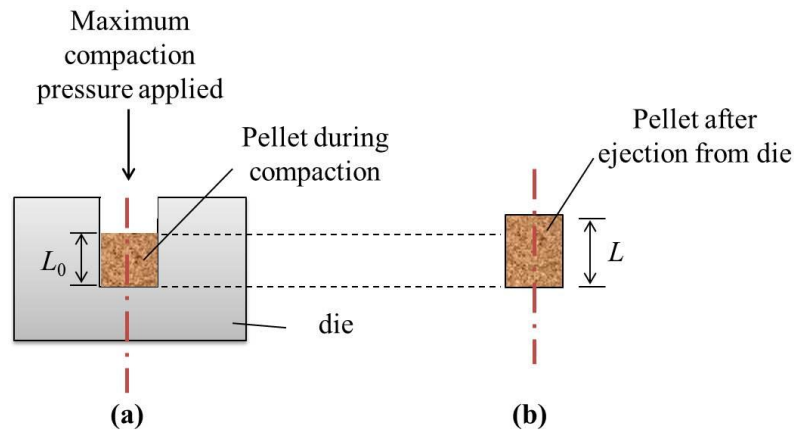 Maximum
compaction
pressure applied
Pellet during
compaction
Pellet after
ejection from die
L0
L
die
(a)
(b)